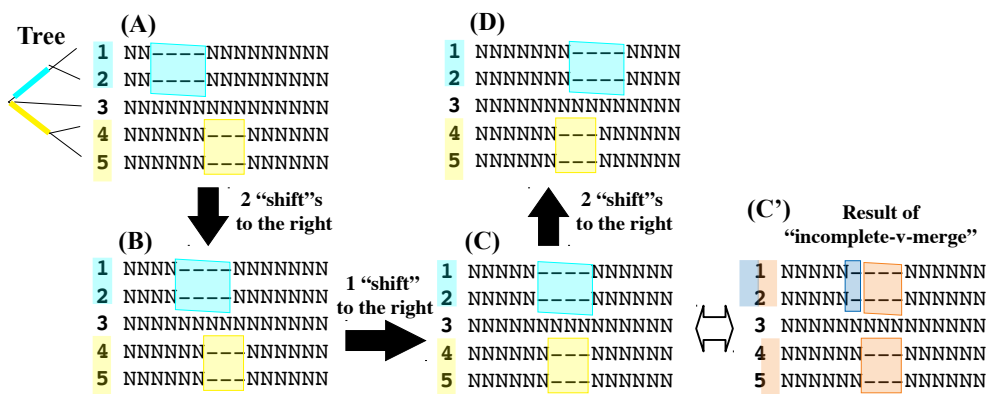 Tree
(A)
1 NN----NNNNNNNNN
2 NN----NNNNNNNNN
3 NNNNNNNNNNNNNNN
4 NNNNNN---NNNNNN
5 NNNNNN---NNNNNN
(D)
1 NNNNNNN----NNNN
2 NNNNNNN----NNNN
3 NNNNNNNNNNNNNNN
4 NNNNNN---NNNNNN
5 NNNNNN---NNNNNN
2 “shift”s
to the right
2 “shift”s
to the right
(B)
1 NNNN----NNNNNNN
2 NNNN----NNNNNNN
3 NNNNNNNNNNNNNNN
4 NNNNNN---NNNNNN
5 NNNNNN---NNNNNN
1 “shift”
to the right
(C)
1 NNNNN----NNNNNN
2 NNNNN----NNNNNN
3 NNNNNNNNNNNNNNN
4 NNNNNN---NNNNNN
5 NNNNNN---NNNNNN
(C’)
Result of
“incomplete-v-merge”
1 NNNNN----NNNNNN
2 NNNNN----NNNNNN
3 NNNNNNNNNNNNNNN
4 NNNNNN---NNNNNN
5 NNNNNN---NNNNNN